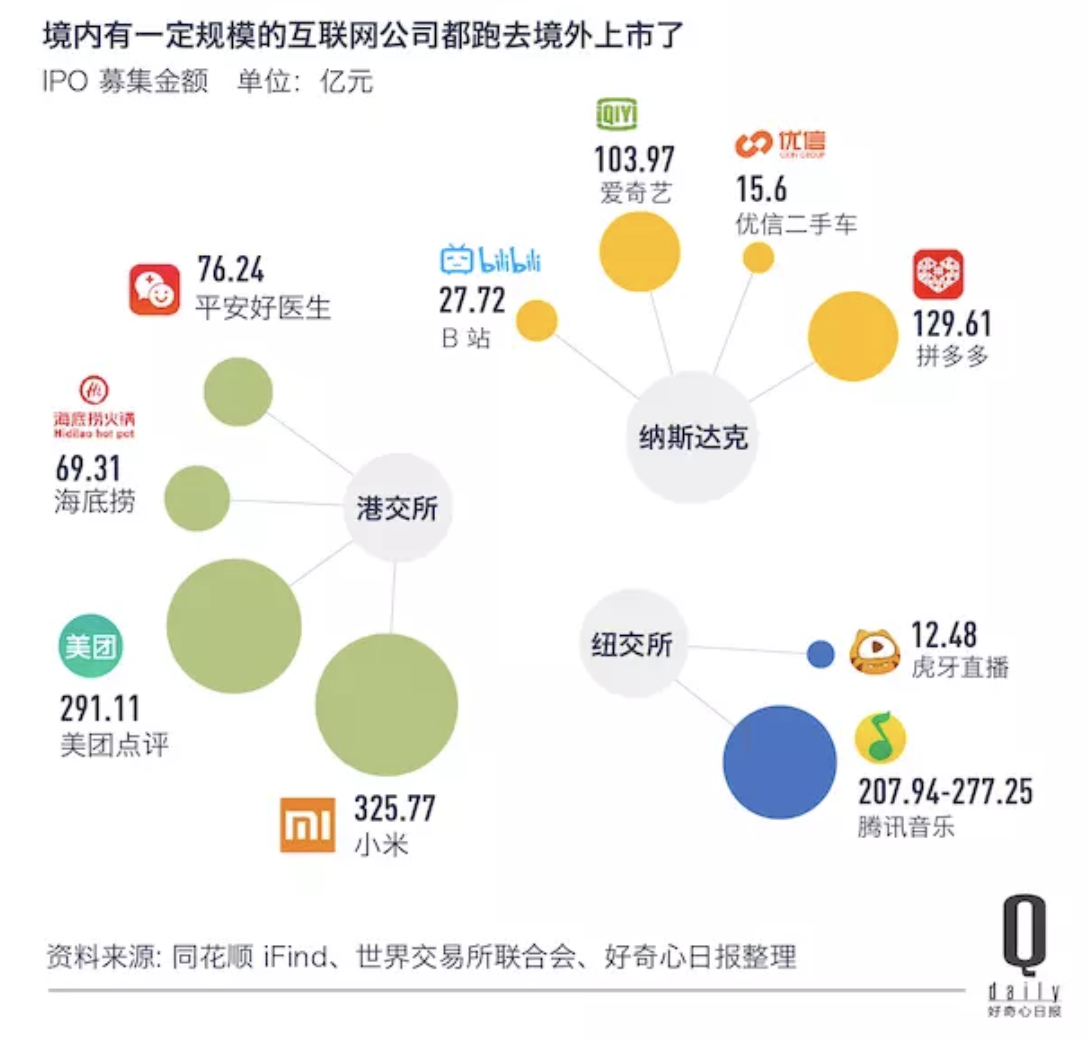 境内有一定规模的互联网公司都跑去境外上市了
IPO 募集金额 单位：亿元
iQIYI
103.97
爱奇艺
优信
UXIN GROUP
15.6
优信二手车
bilibili
27.72
B 站
129.61
拼多多
纳斯达克
76.24
平安好医生
海底捞火锅
Hidilao hot pot
69.31
海底捞
港交所
美团
291.11
美团点评
mi
325.77
小米
纽交所
12.48
虎牙直播
207.94-277.25
腾讯音乐
资料来源: 同花顺 iFind、世界交易所联合会、好奇心日报整理
Q
daily
好奇心日报